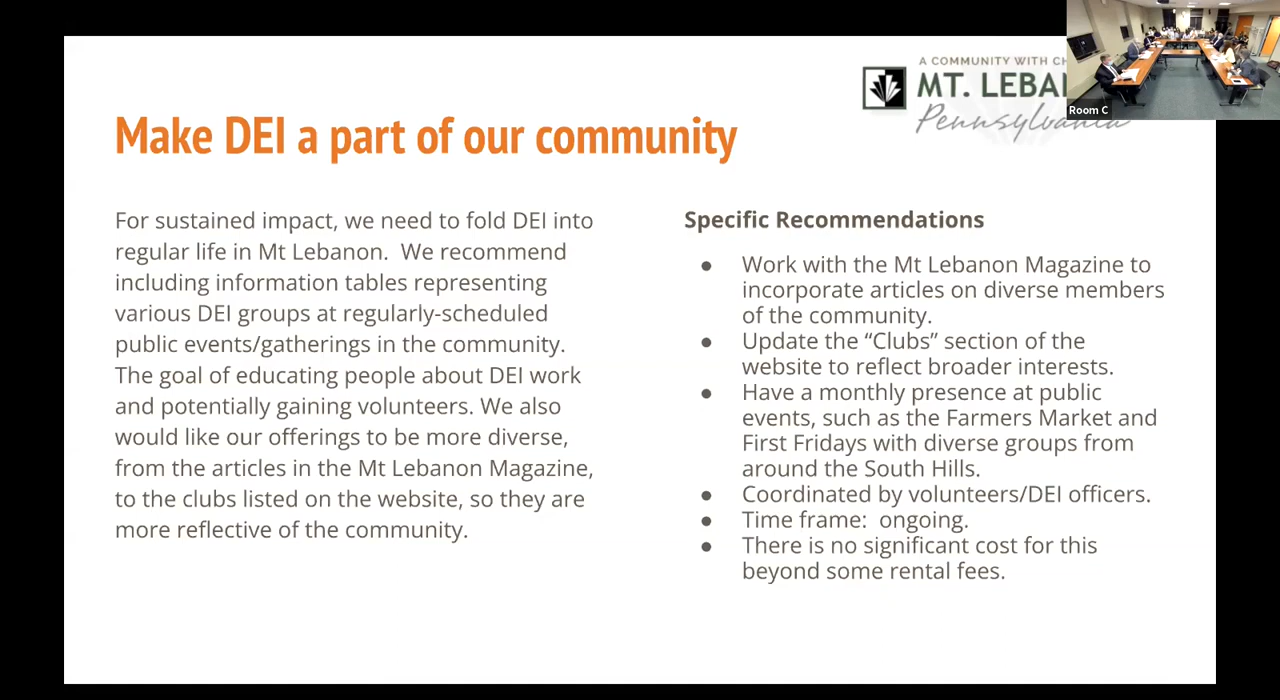 A COMMUNITY WITH
MT.
Pennsylvania
Room C
Make DEI a part of our community
For sustained impact, we need to fold DEI into
regular life in Mt Lebanon.  We recommend
including information tables representing
various DEI groups at regularly-scheduled
public events/gatherings in the community.
The goal of educating people about DEI work
and potentially gaining volunteers. We also
would like our offerings to be more diverse,
from the articles in the Mt Lebanon Magazine,
to the clubs listed on the website, so they are
more reflective of the community.
Specific Recommendations
● Work with the Mt Lebanon Magazine to
incorporate articles on diverse members
of the community.
● Update the “Clubs” section of the
website to reflect broader interests.
● Have a monthly presence at public
events, such as the Farmers Market and
First Fridays with diverse groups from
around the South Hills.
● Coordinated by volunteers/DEI officers.
● Time frame:  ongoing.
● There is no significant cost for this
beyond some rental fees.